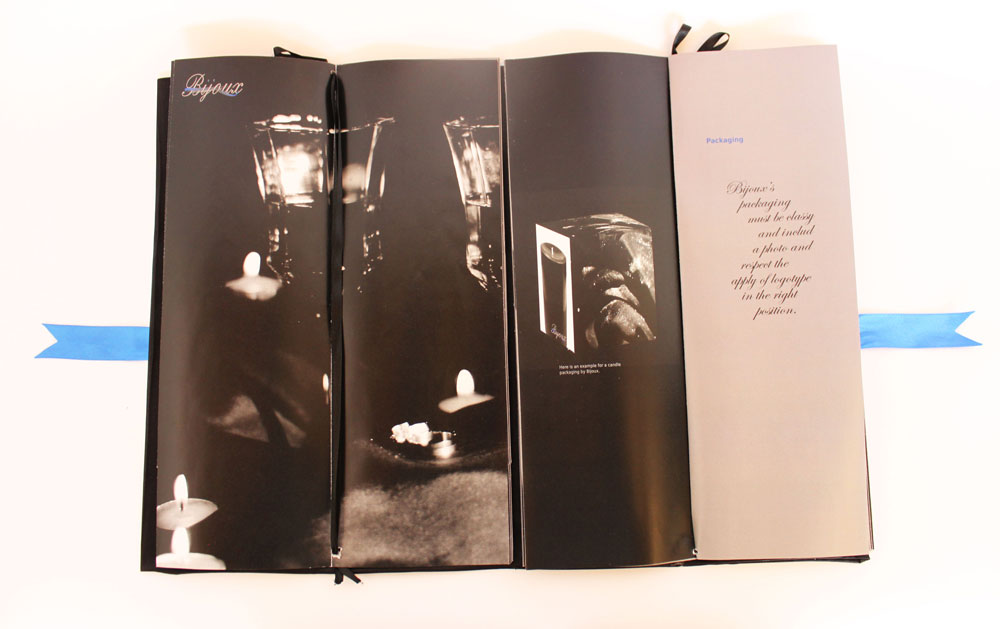 Bijoux
Here is an example for a candle
packaging by Bijoux.
Bijoux
Packaging
Bijoux's
packaging
must be classy
and includ
a photo and
respect the
apply of logotype
in the right
position.